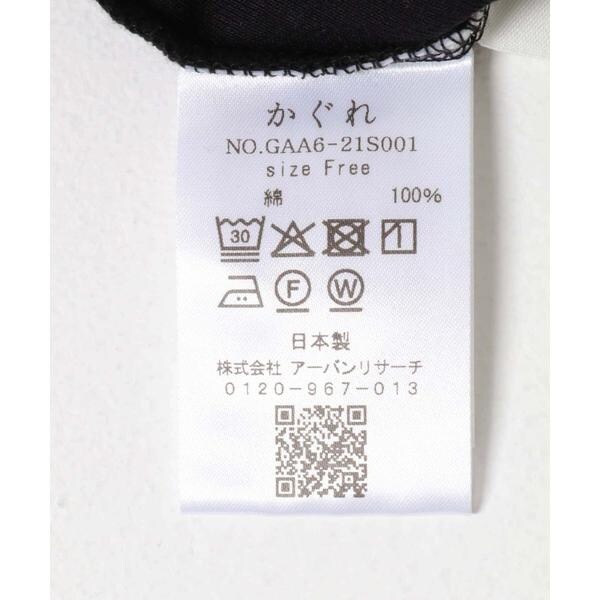 かぐれ
NO.GAA6-21S001
size Free
綿 100%
30
F W
日本製
株式会社 アーバンリサーチ
0120-967-013